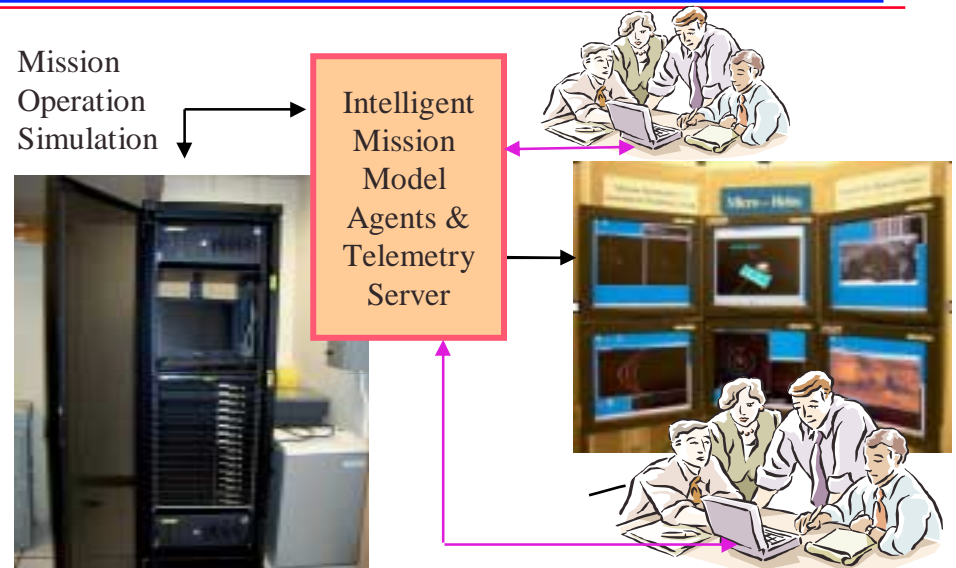 Mission
Operation
Simulation
Intelligent
Mission
Model
Agents &
Telemetry
Server
Micro - Helm